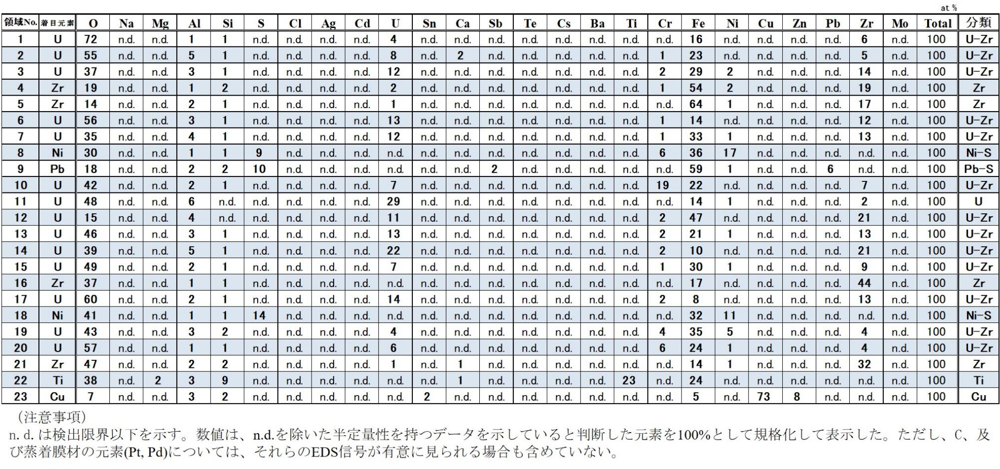 at %
領域No. 着目元素 O Na Mg Al Si S Cl Ag Cd U Sn Ca Sb Te Cs Ba Ti Cr Fe Ni Cu Zn Pb Zr Mo Total 分類
1 U 72 n.d. n.d. 1 1 n.d. n.d. n.d. n.d. 4 n.d. n.d. n.d. n.d. n.d. n.d. n.d. n.d. 16 n.d. n.d. n.d. n.d. 6 n.d. 100 U-Zr
2 U 55 n.d. n.d. 5 1 n.d. n.d. n.d. n.d. 8 n.d. 2 n.d. n.d. n.d. n.d. n.d. 1 23 n.d. n.d. n.d. n.d. 5 n.d. 100 U-Zr
3 U 37 n.d. n.d. 3 1 n.d. n.d. n.d. n.d. 12 n.d. n.d. n.d. n.d. n.d. n.d. n.d. 2 29 2 n.d. n.d. n.d. 14 n.d. 100 U-Zr
4 Zr 19 n.d. n.d. 1 2 n.d. n.d. n.d. n.d. 2 n.d. n.d. n.d. n.d. n.d. n.d. n.d. 1 54 2 n.d. n.d. n.d. 19 n.d. 100 Zr
5 Zr 14 n.d. n.d. 2 1 n.d. n.d. n.d. n.d. 1 n.d. n.d. n.d. n.d. n.d. n.d. n.d. n.d. 64 1 n.d. n.d. n.d. 17 n.d. 100 Zr
6 U 56 n.d. n.d. 3 1 n.d. n.d. n.d. n.d. 13 n.d. n.d. n.d. n.d. n.d. n.d. n.d. 1 14 n.d. n.d. n.d. n.d. 12 n.d. 100 U-Zr
7 U 35 n.d. n.d. 4 1 n.d. n.d. n.d. n.d. 12 n.d. n.d. n.d. n.d. n.d. n.d. n.d. 1 33 1 n.d. n.d. n.d. 13 n.d. 100 U-Zr
8 Ni 30 n.d. n.d. 1 1 9 n.d. n.d. n.d. n.d. n.d. n.d. n.d. n.d. n.d. n.d. n.d. 6 36 17 n.d. n.d. n.d. n.d. n.d. 100 Ni-S
9 Pb 18 n.d. n.d. 2 2 10 n.d. n.d. n.d. n.d. n.d. n.d. 2 n.d. n.d. n.d. n.d. n.d. 59 1 n.d. n.d. 6 n.d. n.d. 100 Pb-S
10 U 42 n.d. n.d. 2 1 n.d. n.d. n.d. n.d. 7 n.d. n.d. n.d. n.d. n.d. n.d. n.d. 19 22 n.d. n.d. n.d. n.d. 7 n.d. 100 U-Zr
11 U 48 n.d. n.d. 6 n.d. n.d. n.d. n.d. n.d. 29 n.d. n.d. n.d. n.d. n.d. n.d. n.d. n.d. 14 1 n.d. n.d. n.d. 2 n.d. 100 U
12 U 15 n.d. n.d. 4 n.d. n.d. n.d. n.d. n.d. 11 n.d. n.d. n.d. n.d. n.d. n.d. n.d. 2 47 n.d. n.d. n.d. n.d. 21 n.d. 100 U-Zr
13 U 46 n.d. n.d. 3 1 n.d. n.d. n.d. n.d. 13 n.d. n.d. n.d. n.d. n.d. n.d. n.d. 2 21 1 n.d. n.d. n.d. 13 n.d. 100 U-Zr
14 U 39 n.d. n.d. 5 1 n.d. n.d. n.d. n.d. 22 n.d. n.d. n.d. n.d. n.d. n.d. n.d. 2 10 n.d. n.d. n.d. n.d. 21 n.d. 100 U-Zr
15 U 49 n.d. n.d. 2 1 n.d. n.d. n.d. n.d. 7 n.d. n.d. n.d. n.d. n.d. n.d. n.d. 1 30 1 n.d. n.d. n.d. 9 n.d. 100 U-Zr
16 Zr 37 n.d. n.d. 1 1 n.d. n.d. n.d. n.d. n.d. n.d. n.d. n.d. n.d. n.d. n.d. n.d. n.d. 17 n.d. n.d. n.d. n.d. 44 n.d. 100 Zr
17 U 60 n.d. n.d. 2 1 n.d. n.d. n.d. n.d. 14 n.d. n.d. n.d. n.d. n.d. n.d. n.d. 2 8 n.d. n.d. n.d. n.d. 13 n.d. 100 U-Zr
18 Ni 41 n.d. n.d. 1 1 14 n.d. n.d. n.d. n.d. n.d. n.d. n.d. n.d. n.d. n.d. n.d. n.d. 32 11 n.d. n.d. n.d. n.d. n.d. 100 Ni-S
19 U 43 n.d. n.d. 3 2 n.d. n.d. n.d. n.d. 4 n.d. n.d. n.d. n.d. n.d. n.d. n.d. 4 35 5 n.d. n.d. n.d. 4 n.d. 100 U-Zr
20 U 57 n.d. n.d. 1 1 n.d. n.d. n.d. n.d. 6 n.d. n.d. n.d. n.d. n.d. n.d. n.d. 6 24 1 n.d. n.d. n.d. 4 n.d. 100 U-Zr
21 Zr 47 n.d. n.d. 2 2 n.d. n.d. n.d. n.d. 1 n.d. 1 n.d. n.d. n.d. n.d. n.d. n.d. 14 1 n.d. n.d. n.d. 32 n.d. 100 Zr
22 Ti 38 n.d. 2 3 9 n.d. n.d. n.d. n.d. n.d. n.d. 1 n.d. n.d. n.d. n.d. 23 n.d. 24 n.d. n.d. n.d. n.d. n.d. n.d. 100 Ti
23 Cu 7 n.d. n.d. 3 2 n.d. n.d. n.d. n.d. n.d. 2 n.d. n.d. n.d. n.d. n.d. n.d. n.d. 5 n.d. 73 8 n.d. n.d. n.d. 100 Cu
（注意事項）
n.d.は検出限界以下を示す。数値は、n.d.を除いた半定量性を持つデータを示していると判断した元素を100%として規格化して表示した。ただし、C、及
び蒸着膜材の元素(Pt, Pd)については、それらのEDS信号が有意に見られる場合も含めていない。